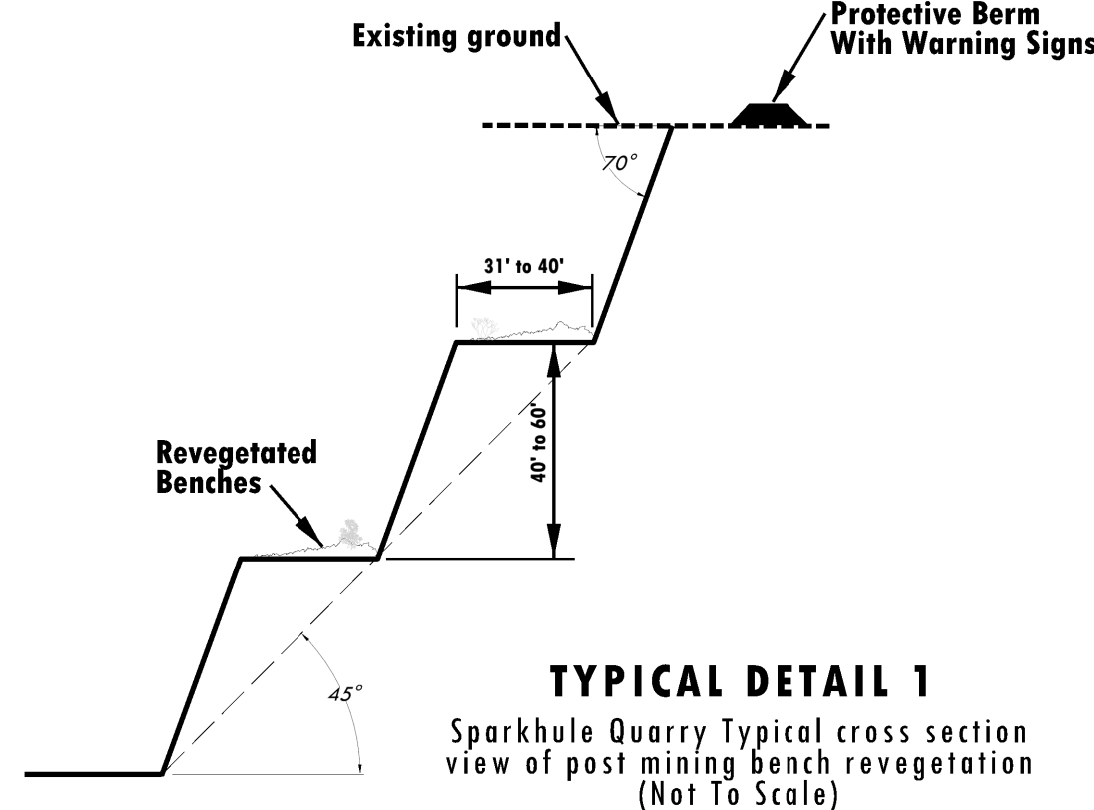 Protective Berm
With Warning Signs
Existing ground
70°
31' to 40'
40' to 60'
Revegetated
Benches
45°
TYPICAL DETAIL 1
Sparkhule Quarry Typical cross section
view of post mining bench revegetation
(Not To Scale)